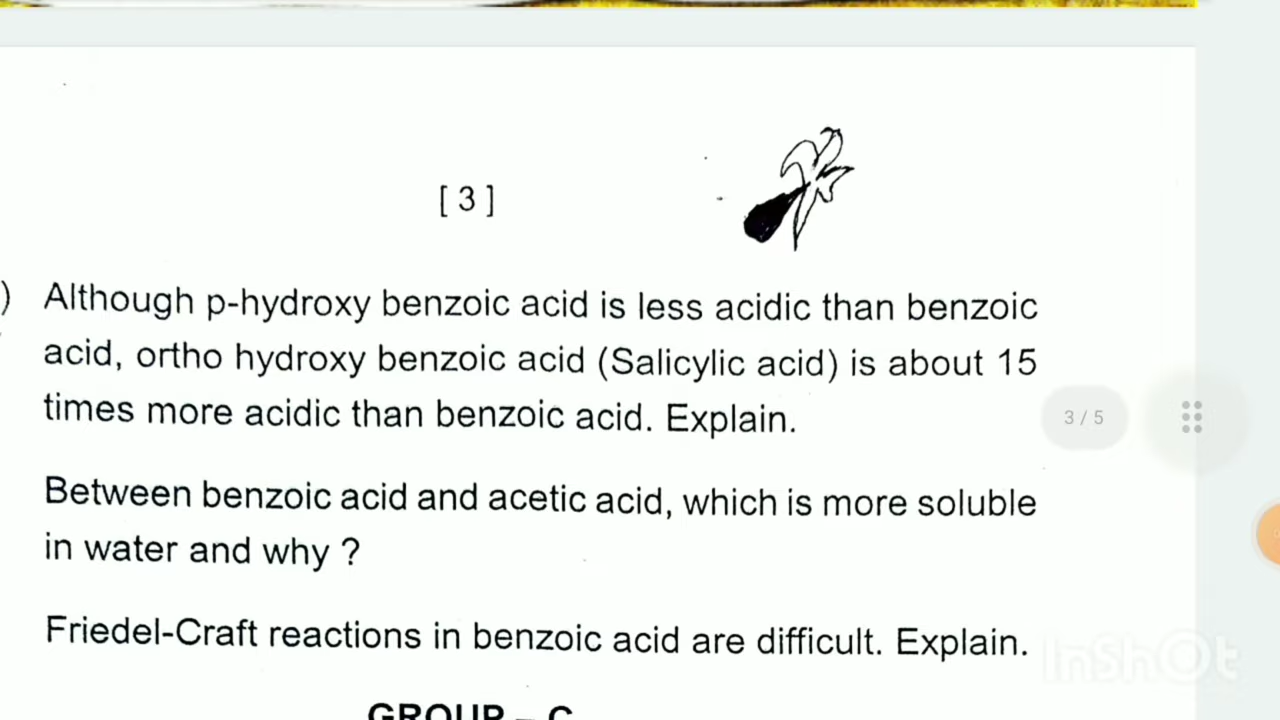 [ 3 ]
) Although p-hydroxy benzoic acid is less acidic than benzoic
acid, ortho hydroxy benzoic acid (Salicylic acid) is about 15
times more acidic than benzoic acid. Explain.
3 / 5
Between benzoic acid and acetic acid, which is more soluble
in water and why ?
Friedel-Craft reactions in benzoic acid are difficult. Explain.
InShOt
GROUP – C